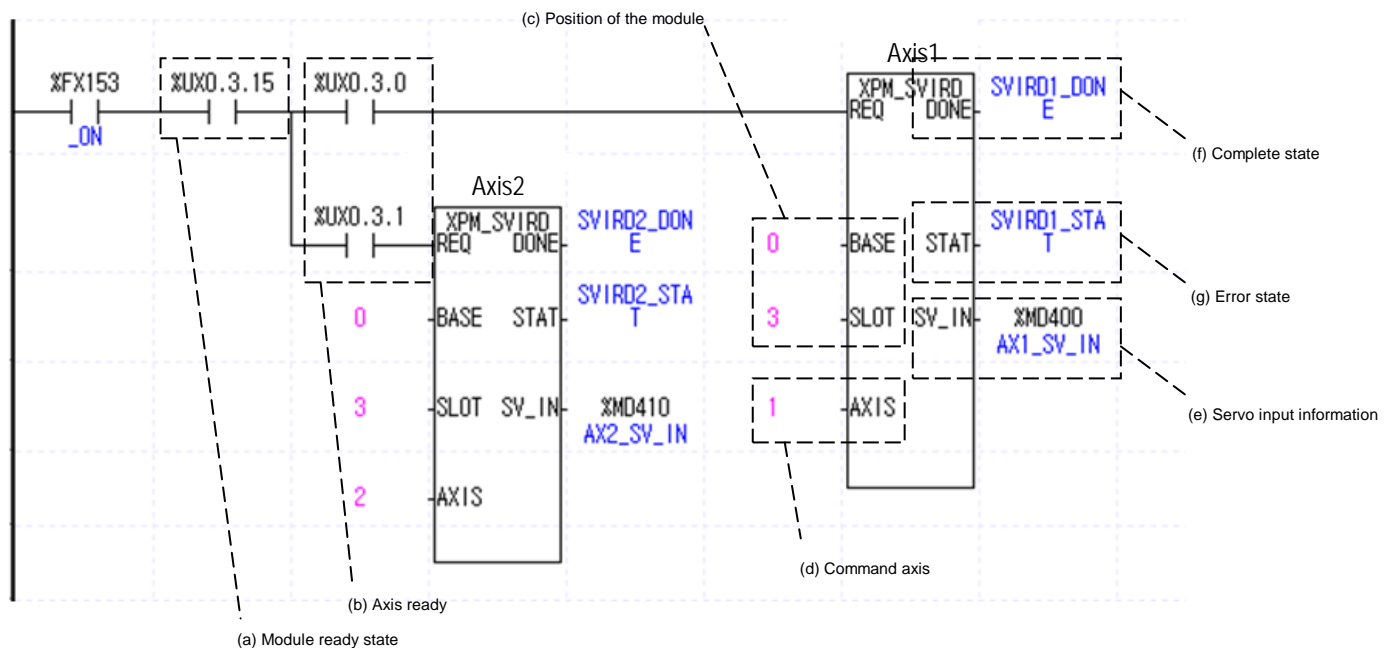 (c) Position of the module
Axis1
%FX153
%UX0.3.15
%UX0.3.0
XPM_SVIRD
REQ DONE
SVIRD1_DON
E
_ON
(f) Complete state
Axis2
%UX0.3.1
XPM_SVIRD
REQ DONE
SVIRD2_DON
E
0
BASE STAT
SVIRD1_STA
T
(g) Error state
0
BASE STAT
SVIRD2_STA
T
3
SLOT SV_IN
%MD400
AX1_SV_IN
(e) Servo input information
3
SLOT SV_IN
%MD410
AX2_SV_IN
1
AXIS
2
AXIS
(d) Command axis
(b) Axis ready
(a) Module ready state